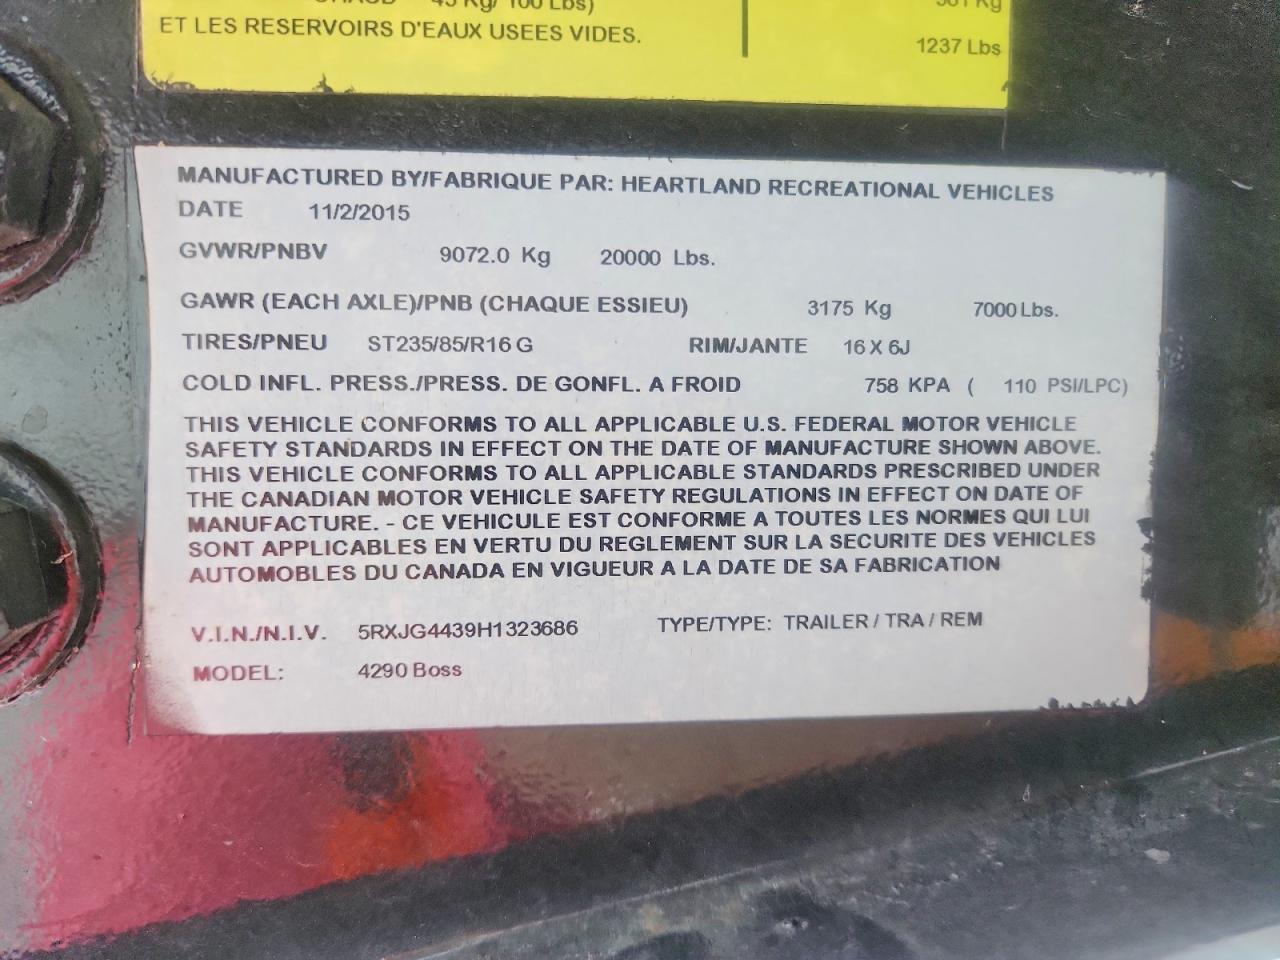 45 Kg/ 100 Lbs)
ET LES RESERVOIRS D'EAUX USEES VIDES.
561 Kg
1237 Lbs
MANUFACTURED BY/FABRIQUE PAR: HEARTLAND RECREATIONAL VEHICLES
DATE 11/2/2015
GVWR/PNBV 9072.0 Kg 20000 Lbs.
GAWR (EACH AXLE)/PNB (CHAQUE ESSIEU) 3175 Kg 7000 Lbs.
TIRES/PNEU ST235/85/R16 G RIM/JANTE 16 X 6J
COLD INFL. PRESS./PRESS. DE GONFL. A FROID 758 KPA ( 110 PSI/LPC)
THIS VEHICLE CONFORMS TO ALL APPLICABLE U.S. FEDERAL MOTOR VEHICLE
SAFETY STANDARDS IN EFFECT ON THE DATE OF MANUFACTURE SHOWN ABOVE.
THIS VEHICLE CONFORMS TO ALL APPLICABLE STANDARDS PRESCRIBED UNDER
THE CANADIAN MOTOR VEHICLE SAFETY REGULATIONS IN EFFECT ON DATE OF
MANUFACTURE. - CE VEHICULE EST CONFORME A TOUTES LES NORMES QUI LUI
SONT APPLICABLES EN VERTU DU REGLEMENT SUR LA SECURITE DES VEHICLES
AUTOMOBLES DU CANADA EN VIGUEUR A LA DATE DE SA FABRICATION
V.I.N./N.I.V. 5RXJG4439H1323686 TYPE/TYPE: TRAILER / TRA / REM
MODEL: 4290 Boss